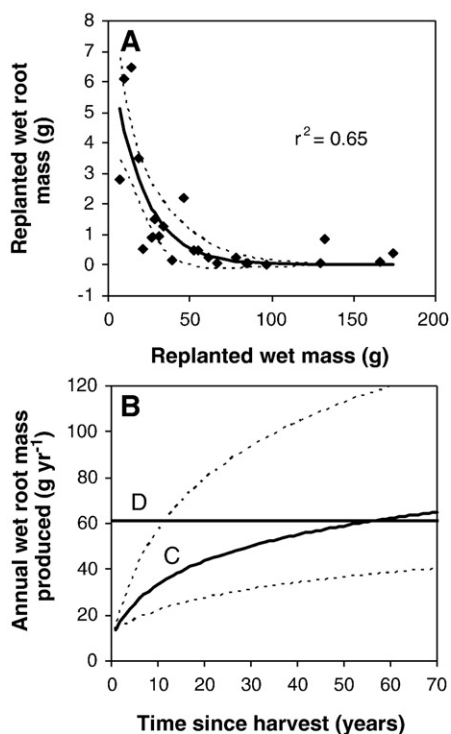 A
8
7
6
5
4
3
2
1
0
-1
Replanted wet root
mass (g)
r² = 0.65
0 50 100 150 200
Replanted wet mass (g)
B
120
100
80
60
40
20
0
Annual wet root mass
produced (g yr⁻¹)
D
C
0 10 20 30 40 50 60 70
Time since harvest (years)